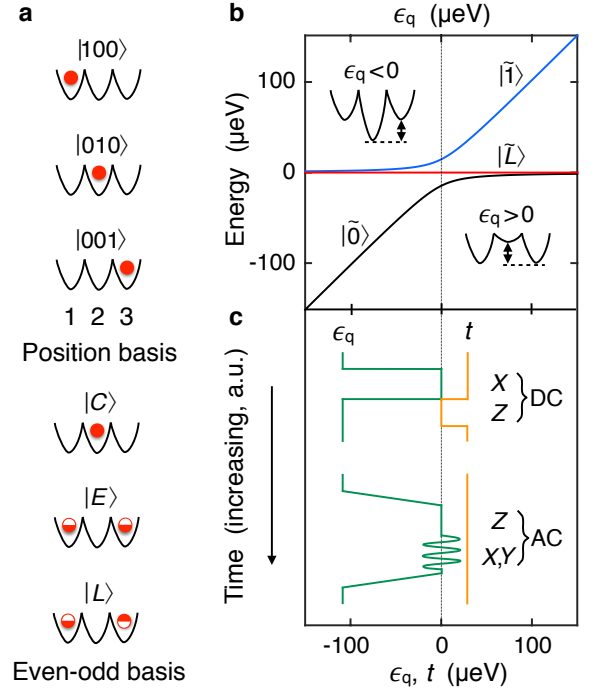 a
|100⟩
|010⟩
|001⟩
1 2 3
Position basis
|C⟩
|E⟩
|L⟩
Even-odd basis
b
ϵq (μeV)
Energy (μeV)
100
0
-100
ϵq<0
|1̃⟩
|L̃⟩
|0̃⟩
ϵq>0
c
ϵq
t
X
Z
DC
Z
X,Y
AC
Time (increasing, a.u.)
-100 0 100
ϵq, t (μeV)